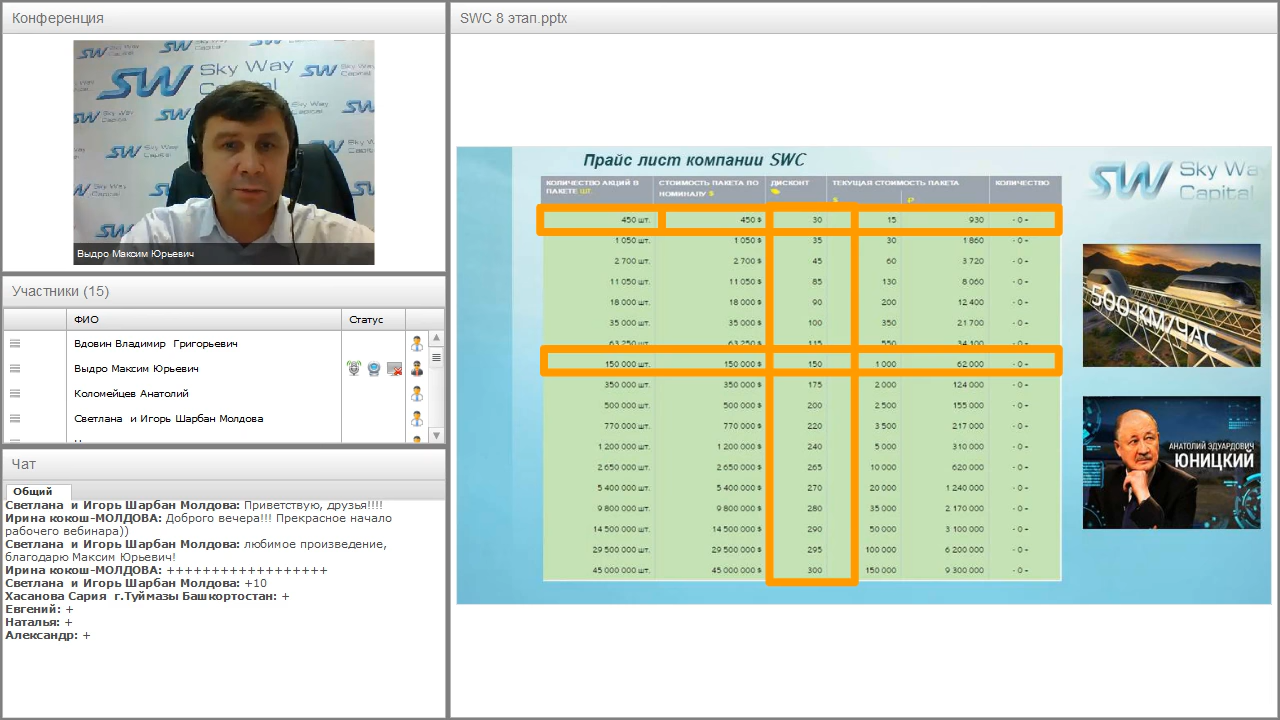 Конференция
SW Sky Way
Capital
Выдро Максим Юрьевич
Участники (15)
ФИО
Статус
Вдовин Владимир Григорьевич
Выдро Максим Юрьевич
Коломейцев Анатолий
Светлана и Игорь Шарбан Молдова
Чат
Общий
Светлана и Игорь Шарбан Молдова: Приветствую, друзья!!!!
Ирина кокош-МОЛДОВА: Доброго вечера!!! Прекрасное начало
рабочего вебинара))
Светлана и Игорь Шарбан Молдова: любимое произведение,
благодарю Максим Юрьевич!
Ирина кокош-МОЛДОВА: ++++++++++++++++++
Светлана и Игорь Шарбан Молдова: +10
Хасанова Сария г.Туймазы Башкортостан: +
Евгений: +
Наталья: +
Александр: +
SWC 8 этап.pptx
Прайс лист компании SWC
КОЛИЧЕСТВО АКЦИЙ В ПАКЕТЕ ШТ. СТОИМОСТЬ ПАКЕТА ПО НОМИНАЛУ $ ДИСКОНТ % ТЕКУЩАЯ СТОИМОСТЬ ПАКЕТА КОЛИЧЕСТВО
$ ₽
450 шт. 450 $ 30 15 930 - 0 +
1 050 шт. 1 050 $ 35 30 1 860 - 0 +
2 700 шт. 2 700 $ 45 60 3 720 - 0 +
11 050 шт. 11 050 $ 85 130 8 060 - 0 +
18 000 шт. 18 000 $ 90 200 12 400 - 0 +
35 000 шт. 35 000 $ 100 350 21 700 - 0 +
63 250 шт. 63 250 $ 115 550 34 100 - 0 +
150 000 шт. 150 000 $ 150 1 000 62 000 - 0 +
350 000 шт. 350 000 $ 175 2 000 124 000 - 0 +
500 000 шт. 500 000 $ 200 2 500 155 000 - 0 +
770 000 шт. 770 000 $ 220 3 500 217 000 - 0 +
1 200 000 шт. 1 200 000 $ 240 5 000 310 000 - 0 +
2 650 000 шт. 2 650 000 $ 265 10 000 620 000 - 0 +
5 400 000 шт. 5 400 000 $ 270 20 000 1 240 000 - 0 +
9 800 000 шт. 9 800 000 $ 280 35 000 2 170 000 - 0 +
14 500 000 шт. 14 500 000 $ 290 50 000 3 100 000 - 0 +
29 500 000 шт. 29 500 000 $ 295 100 000 6 200 000 - 0 +
45 000 000 шт. 45 000 000 $ 300 150 000 9 300 000 - 0 +
SW Sky Wa
Capital
500 КМ/ЧАС
АНАТОЛИЙ ЭДУАРДОВИЧ
ЮНИЦКИЙ